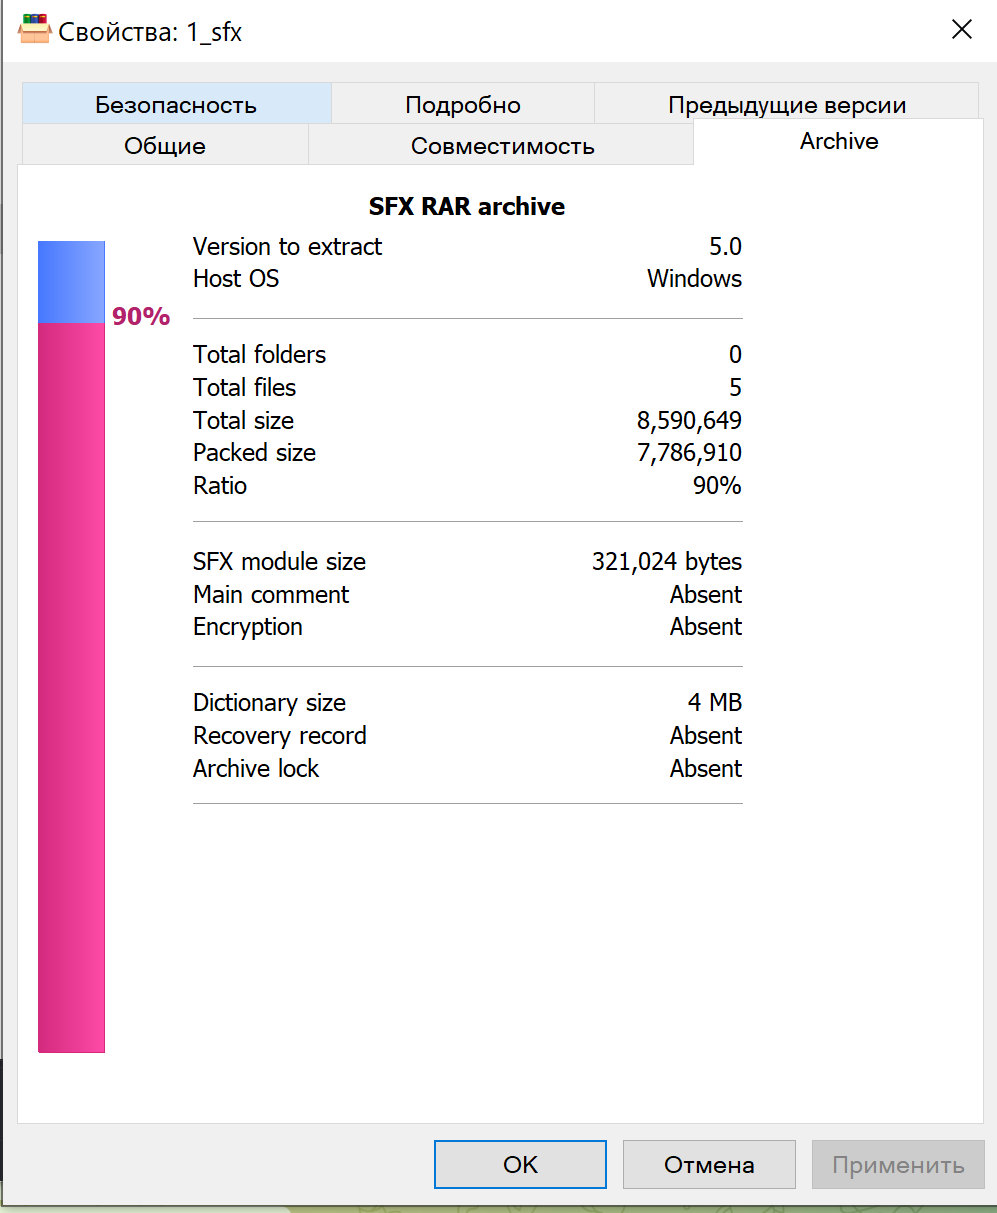 Свойства: 1_sfx
Безопасность Подробно Предыдущие версии
Общие Совместимость Archive
SFX RAR archive
Version to extract 5.0
Host OS Windows
90%
Total folders 0
Total files 5
Total size 8,590,649
Packed size 7,786,910
Ratio 90%
SFX module size 321,024 bytes
Main comment Absent
Encryption Absent
Dictionary size 4 MB
Recovery record Absent
Archive lock Absent
OK Отмена Применить